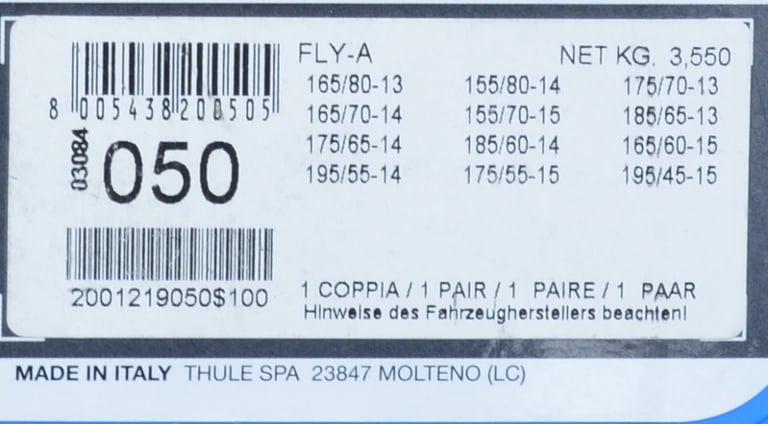 8 005438 200505
03084
050
2001219050$100
FLY-A NET KG. 3,550
165/80-13 155/80-14 175/70-13
165/70-14 155/70-15 185/65-13
175/65-14 185/60-14 165/60-15
195/55-14 175/55-15 195/45-15
1 COPPIA / 1 PAIR / 1 PAIRE / 1 PAAR
Hinweise des Fahrzeugherstellers beachten!
MADE IN ITALY THULE SPA 23847 MOLTENO (LC)